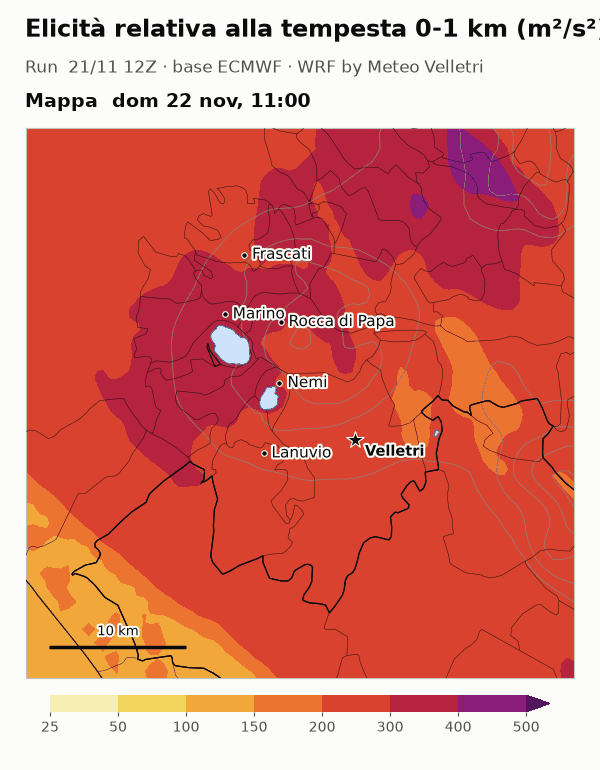 Elicità relativa alla tempesta 0-1 km (m²/s²)
Run 21/11 12Z · base ECMWF · WRF by Meteo Velletri
Mappa dom 22 nov, 11:00
Frascati
Marino
Rocca di Papa
Nemi
Velletri
Lanuvio
10 km
25 50 100 150 200 300 400 500